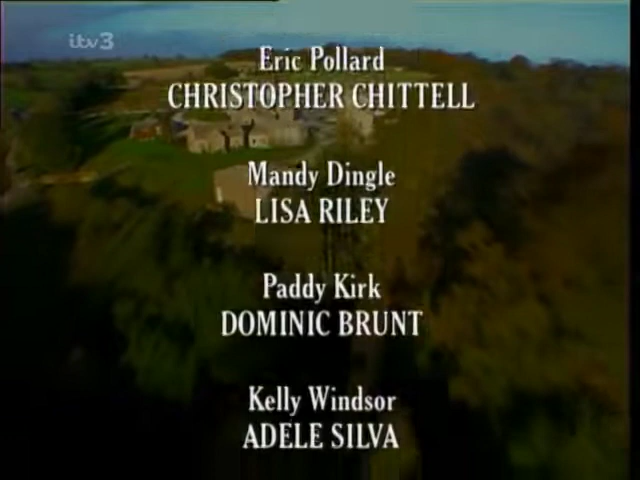 itv3
Eric Pollard
CHRISTOPHER CHITTELL
Mandy Dingle
LISA RILEY
Paddy Kirk
DOMINIC BRUNT
Kelly Windsor
ADELE SILVA